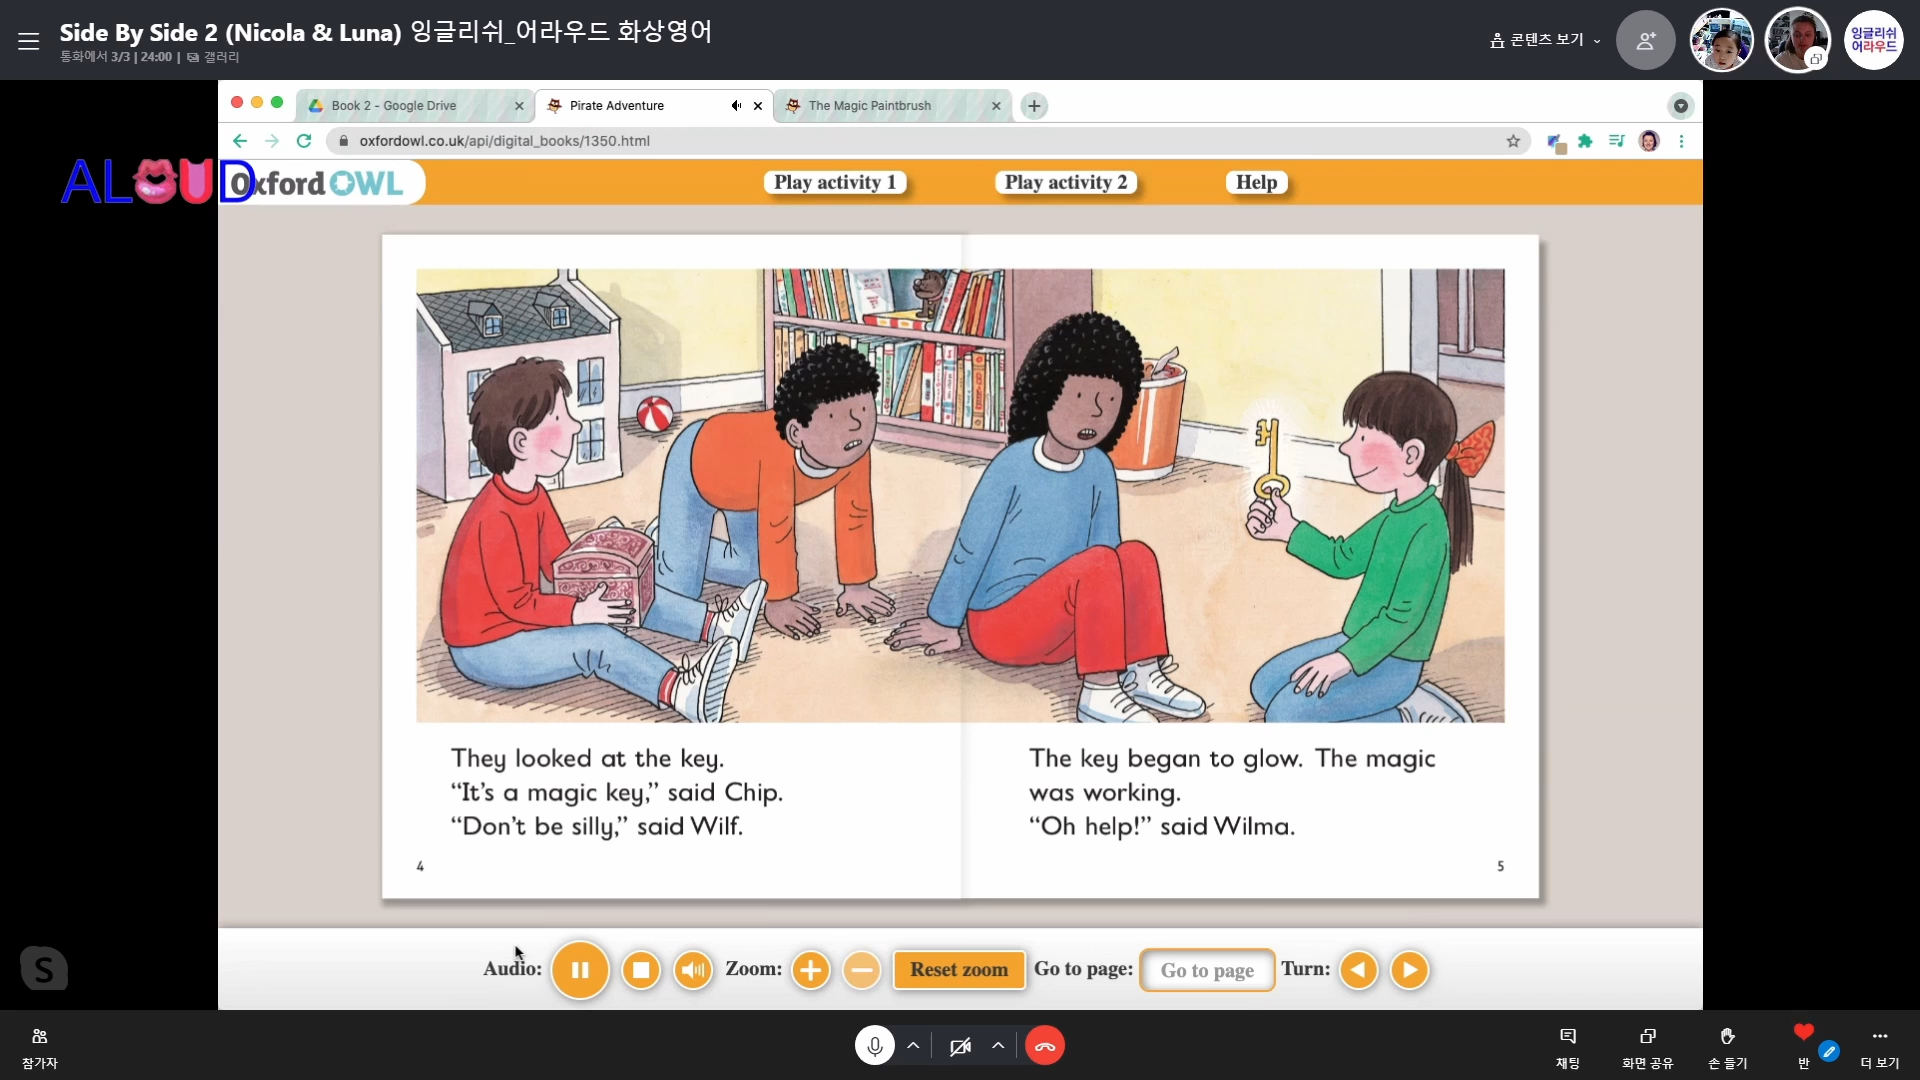 Side By Side 2 (Nicola & Luna) 잉글리쉬_어라우드 화상영어
통화에서 3/3 | 24:00 | 갤러리
콘텐츠 보기
잉글리쉬
어라우드
Book 2 - Google Drive
Pirate Adventure
The Magic Paintbrush
oxfordowl.co.uk/api/digital_books/1350.html
ALOUD
Oxford OWL
Play activity 1
Play activity 2
Help
They looked at the key.
“It’s a magic key,” said Chip.
“Don’t be silly,” said Wilf.
4
The key began to glow. The magic
was working.
“Oh help!” said Wilma.
5
Audio:
Zoom:
Reset zoom
Go to page:
Go to page
Turn:
S
참가자
채팅
화면 공유
손 들기
반
더 보기